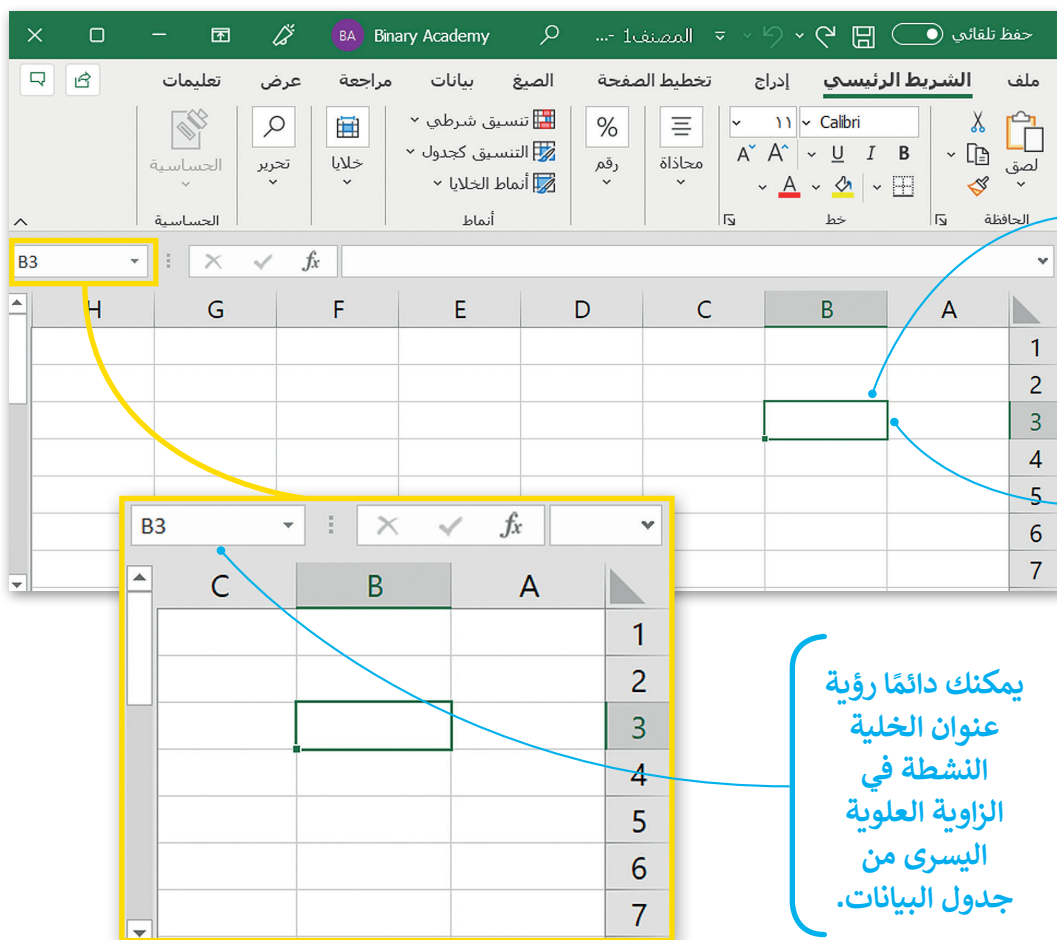 حفظ تلقائي المصنف1 -... Binary Academy BA
ملف الشريط الرئيسي إدراج تخطيط الصفحة الصيغ بيانات مراجعة عرض تعليمات
لصق
Calibri ١١
B I U A^ A˅
A
محاذاة
%
رقم
تنسيق شرطي
التنسيق كجدول
أنماط الخلايا
خلايا
تحرير
الحساسية
الحافظة خط أنماط الحساسية
B3 fx
A B C D E F G H
1
2
3
4
5
6
7
B3 fx
A B C
1
2
3
4
5
6
7
يمكنك دائمًا رؤية
عنوان الخلية
النشطة في
الزاوية العلوية
اليسرى من
جدول البيانات.